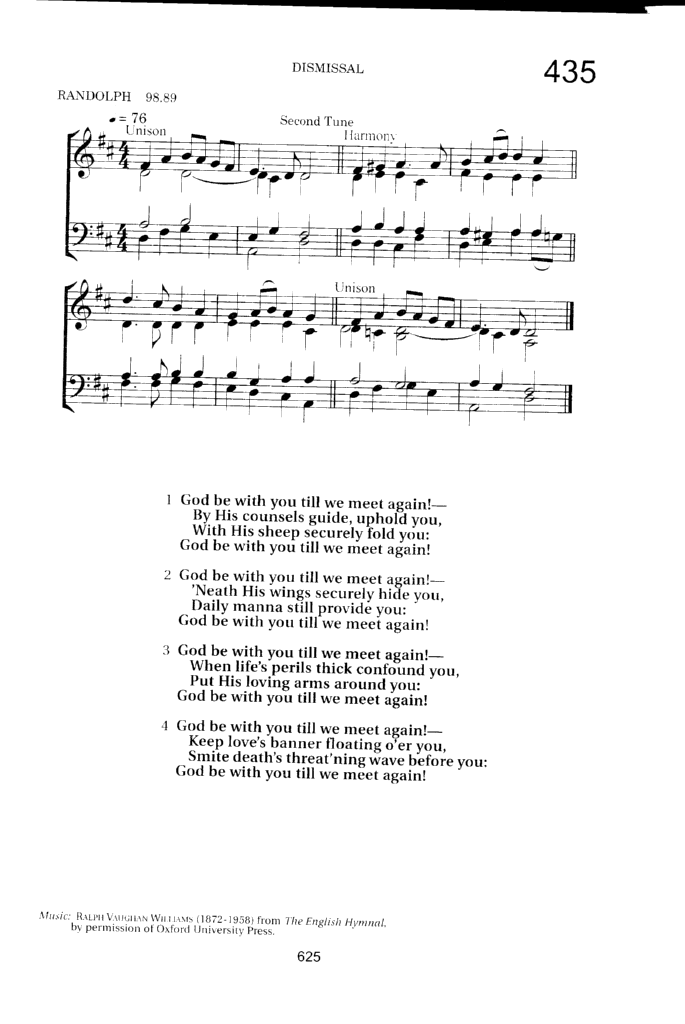 DISMISSAL
435
RANDOLPH 98.89
♩ = 76
Unison
Second Tune
Harmony
Unison
1 God be with you till we meet again!—
By His counsels guide, uphold you,
With His sheep securely fold you:
God be with you till we meet again!
2 God be with you till we meet again!—
'Neath His wings securely hide you,
Daily manna still provide you:
God be with you till we meet again!
3 God be with you till we meet again!—
When life's perils thick confound you,
Put His loving arms around you:
God be with you till we meet again!
4 God be with you till we meet again!—
Keep love's banner floating o'er you,
Smite death's threat'ning wave before you:
God be with you till we meet again!
Music: RALPH VAUGHAN WILLIAMS (1872-1958) from The English Hymnal.
by permission of Oxford University Press.
625